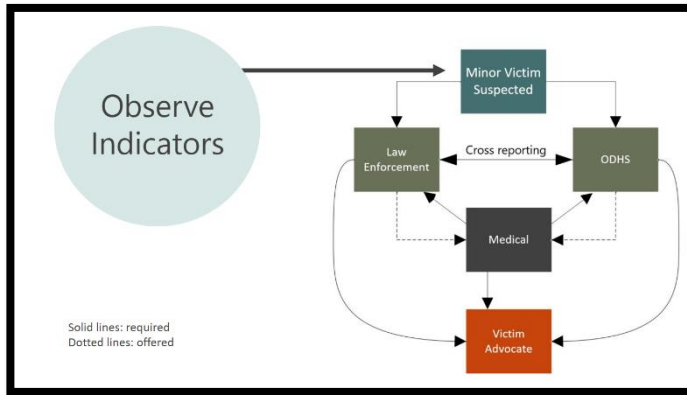 Observe
Indicators
Minor Victim
Suspected
Law
Enforcement
Cross reporting
ODHS
Medical
Victim
Advocate
Solid lines: required
Dotted lines: offered